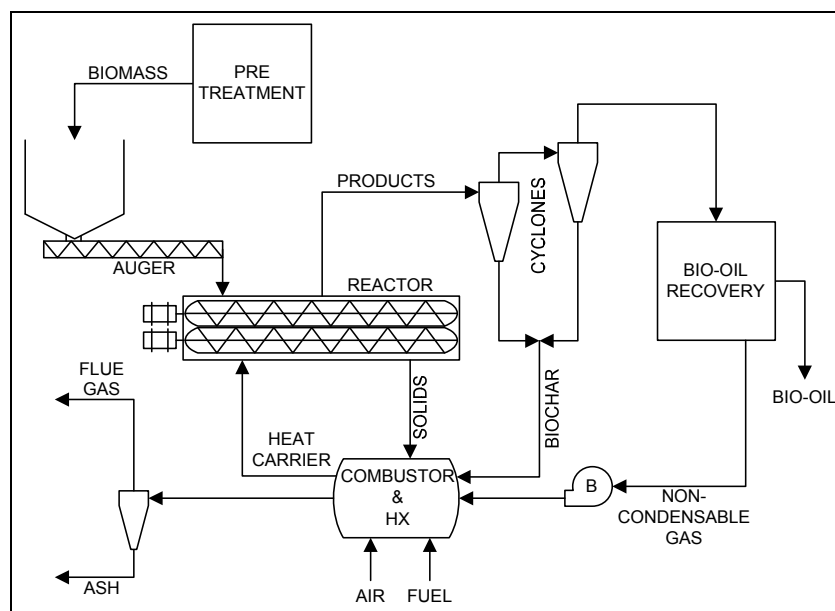 PRE
TREATMENT
BIOMASS
PRODUCTS
CYCLONES
AUGER
REACTOR
BIO-OIL
RECOVERY
FLUE
GAS
HEAT
CARRIER
SOLIDS
BIOCHAR
BIO-OIL
COMBUSTOR
&
HX
B
NON-
CONDENSABLE
GAS
ASH
AIR
FUEL